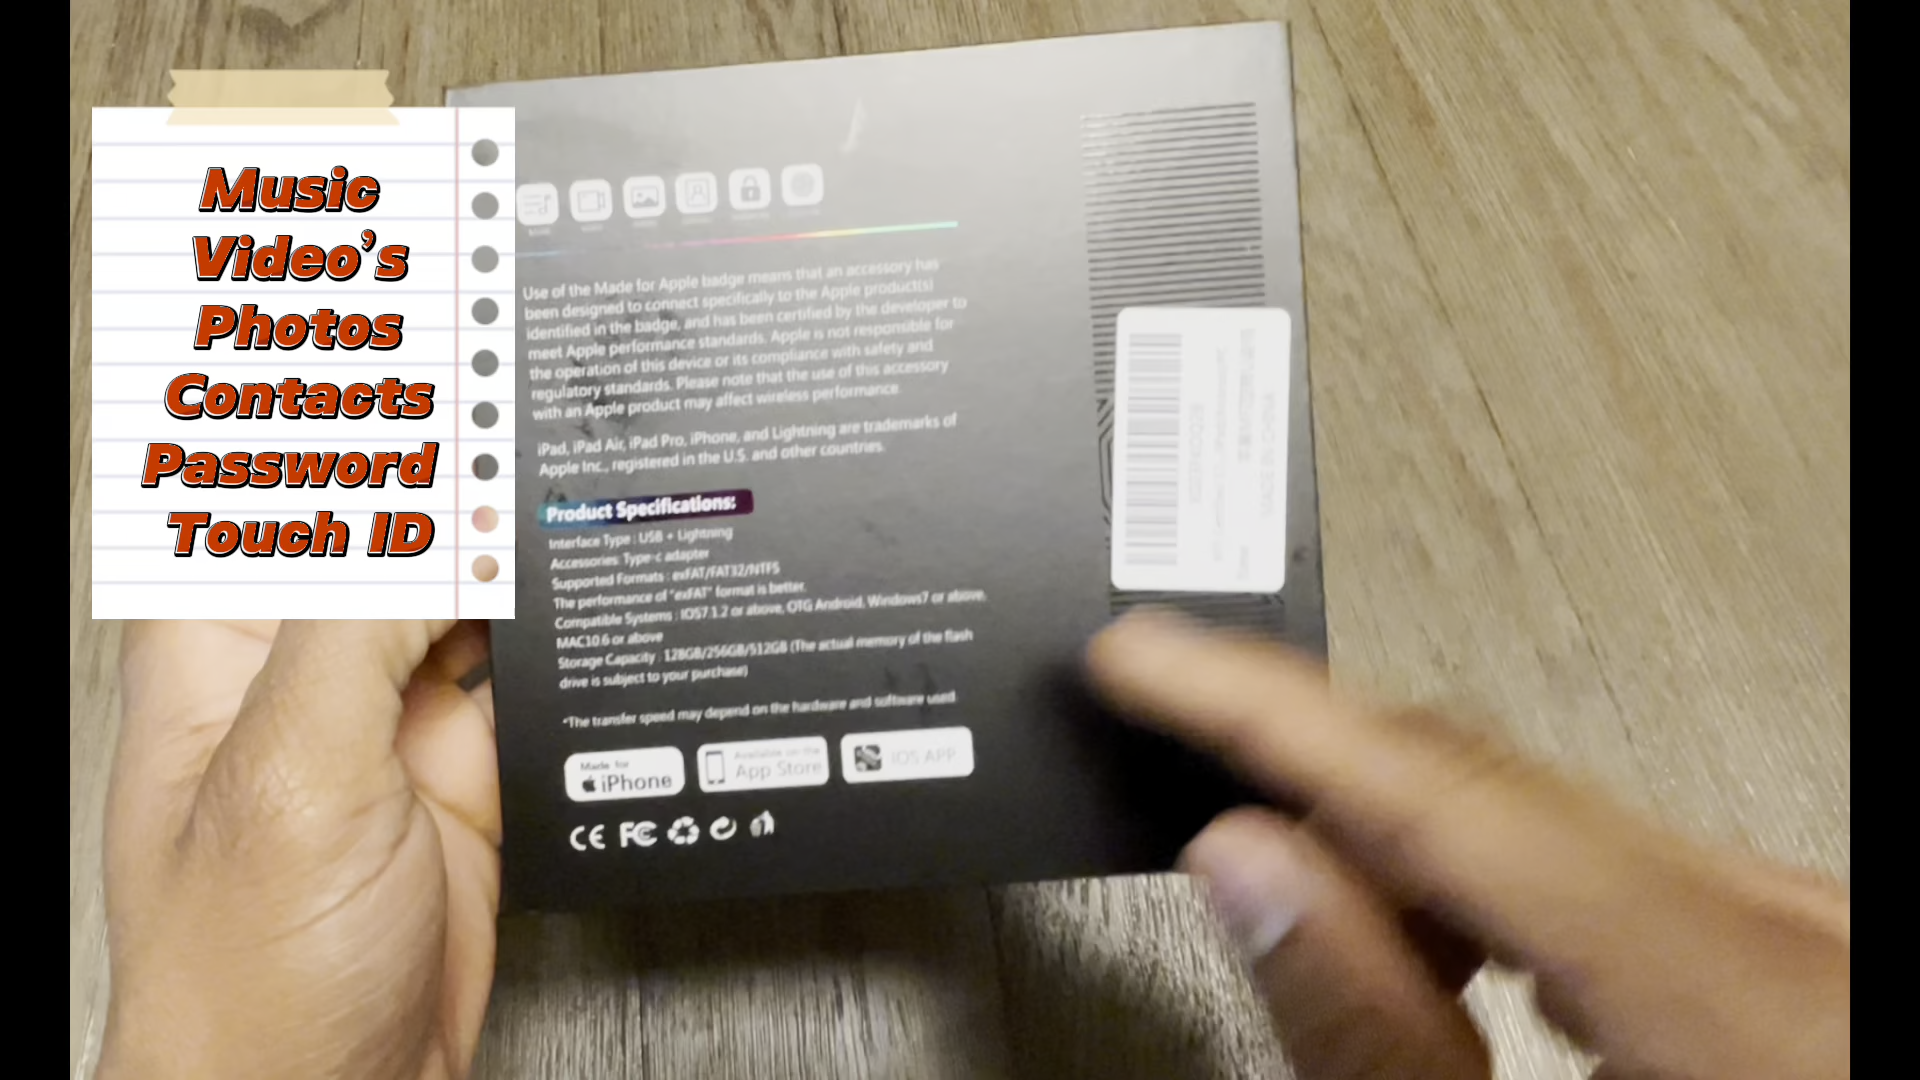 Music
Video's
Photos
Contacts
Password
Touch ID
Use of the Made for Apple badge means that an accessory has
been designed to connect specifically to the Apple product(s)
identified in the badge, and has been certified by the developer to
meet Apple performance standards. Apple is not responsible for
the operation of this device or its compliance with safety and
regulatory standards. Please note that the use of this accessory
with an Apple product may affect wireless performance
iPad, iPad Air, iPad Pro, iPhone, and Lightning are trademarks of
Apple Inc., registered in the U.S. and other countries.
Product Specifications:
Interface Type : USB + Lightning
Accessories: Type-c adapter
Supported Formats : exFAT/FAT32/NTFS
The performance of "exFAT" format is better.
Compatible Systems : IOS7.1.2 or above, OTG Android, Windows7 or above,
MAC10.6 or above
Storage Capacity : 128GB/256GB/512GB (The actual memory of the flash
drive is subject to your purchase)
*The transfer speed may depend on the hardware and software used.
Made for
iPhone
Available on the
App Store
IOS APP
CE FC
MADE IN CHINA